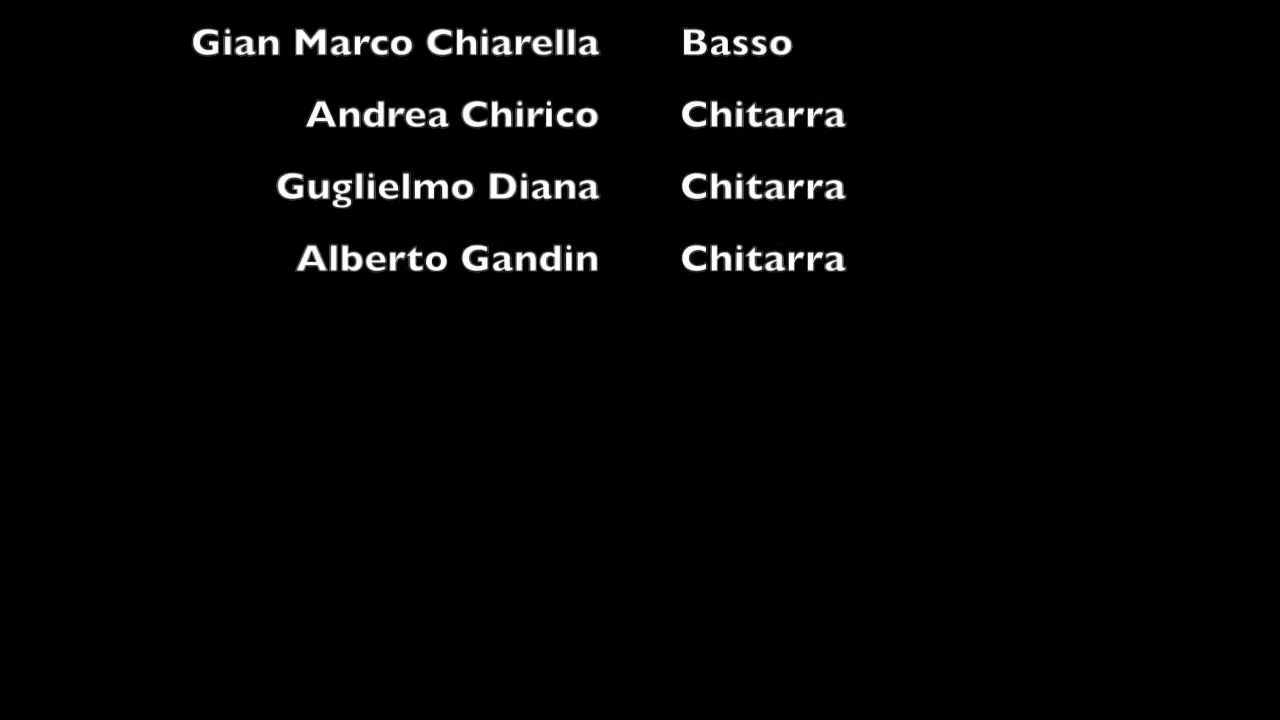 Gian Marco Chiarella Basso
Andrea Chirico Chitarra
Guglielmo Diana Chitarra
Alberto Gandin Chitarra